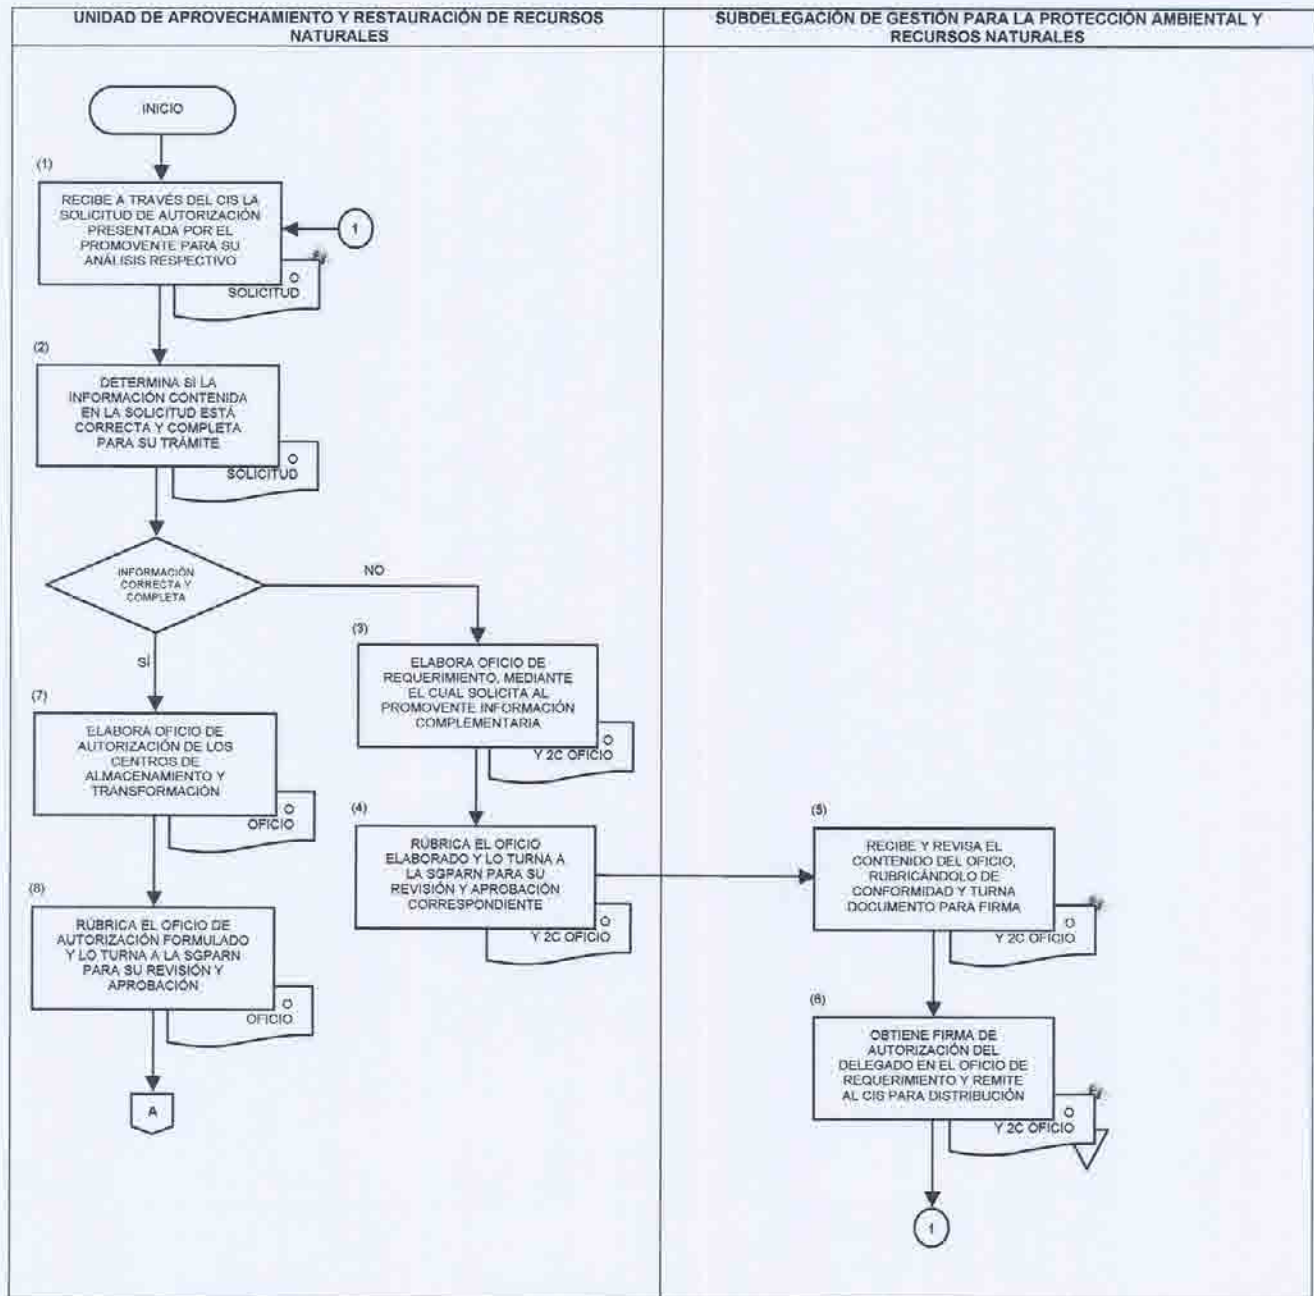 UNIDAD DE APROVECHAMIENTO Y RESTAURACIÓN DE RECURSOS
NATURALES
SUBDELEGACIÓN DE GESTIÓN PARA LA PROTECCIÓN AMBIENTAL Y
RECURSOS NATURALES
INICIO
(1)
RECIBE A TRAVÉS DEL CIS LA
SOLICITUD DE AUTORIZACIÓN
PRESENTADA POR EL
PROMOVENTE PARA SU
ANÁLISIS RESPECTIVO
1
O
SOLICITUD
(2)
DETERMINA SI LA
INFORMACIÓN CONTENIDA
EN LA SOLICITUD ESTÁ
CORRECTA Y COMPLETA
PARA SU TRÁMITE
O
SOLICITUD
INFORMACIÓN
CORRECTA Y
COMPLETA
NO
SÍ
(3)
ELABORA OFICIO DE
REQUERIMIENTO, MEDIANTE
EL CUAL SOLICITA AL
PROMOVENTE INFORMACIÓN
COMPLEMENTARIA
O
Y 2C OFICIO
(7)
ELABORA OFICIO DE
AUTORIZACIÓN DE LOS
CENTROS DE
ALMACENAMIENTO Y
TRANSFORMACIÓN
O
OFICIO
(4)
RÚBRICA EL OFICIO
ELABORADO Y LO TURNA A
LA SGPARN PARA SU
REVISIÓN Y APROBACIÓN
CORRESPONDIENTE
O
Y 2C OFICIO
(5)
RECIBE Y REVISA EL
CONTENIDO DEL OFICIO,
RUBRICÁNDOLO DE
CONFORMIDAD Y TURNA
DOCUMENTO PARA FIRMA
O
Y 2C OFICIO
(8)
RÚBRICA EL OFICIO DE
AUTORIZACIÓN FORMULADO
Y LO TURNA A LA SGPARN
PARA SU REVISIÓN Y
APROBACIÓN
O
OFICIO
A
(6)
OBTIENE FIRMA DE
AUTORIZACIÓN DEL
DELEGADO EN EL OFICIO DE
REQUERIMIENTO Y REMITE
AL CIS PARA DISTRIBUCIÓN
O
Y 2C OFICIO
1